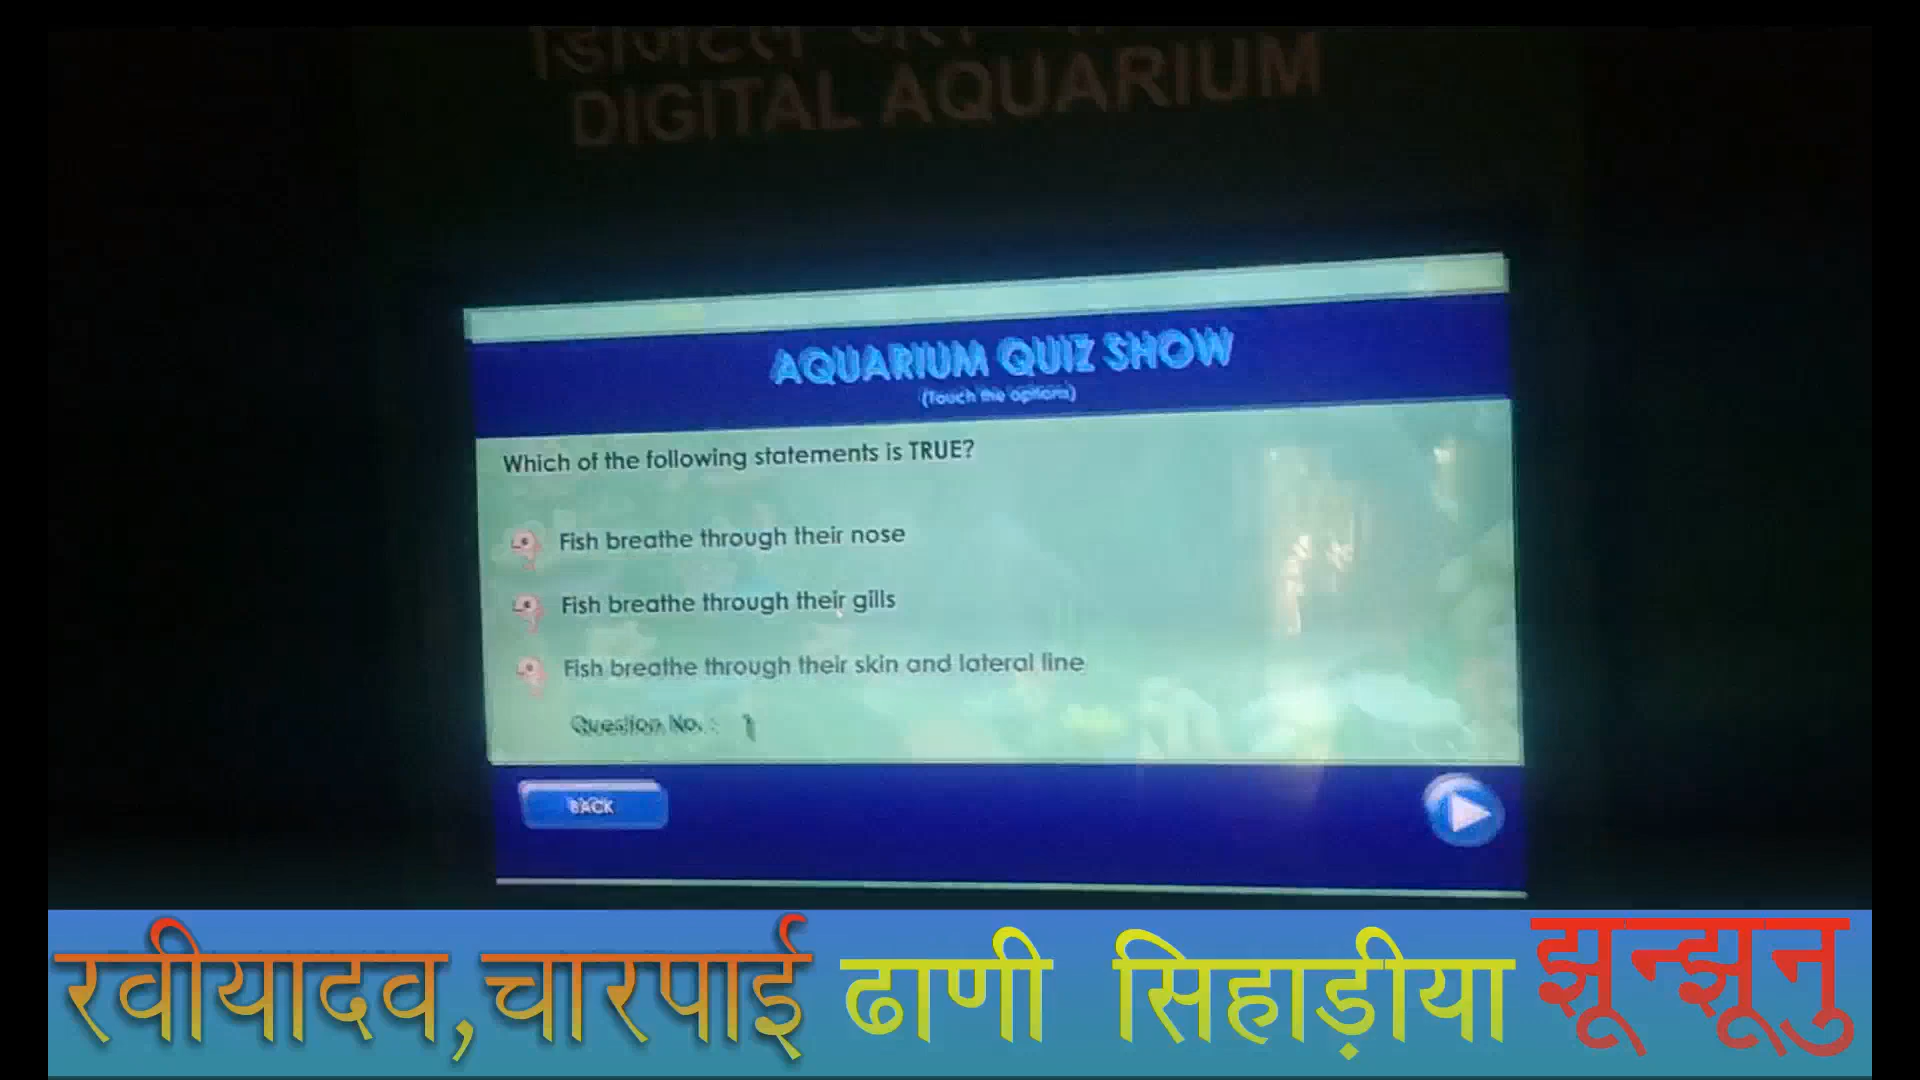 डिजिटल
DIGITAL AQUARIUM
AQUARIUM QUIZ SHOW
(Touch the options)
Which of the following statements is TRUE?
Fish breathe through their nose
Fish breathe through their gills
Fish breathe through their skin and lateral line
Question No. : 1
BACK
रवीयादव,चारपाई ढाणी सिहाड़ीया झून्झूनु